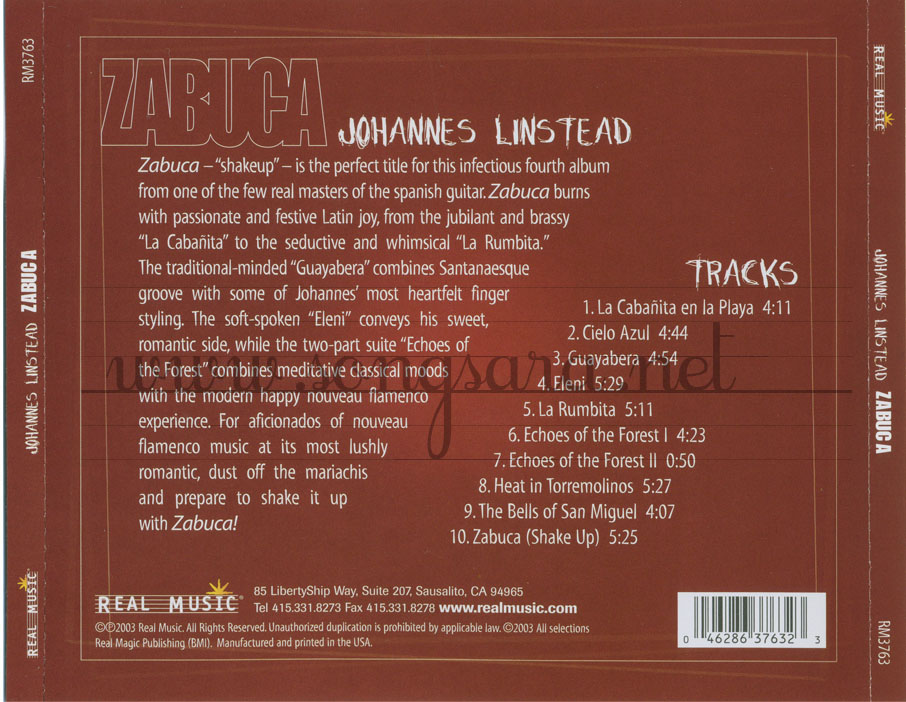 RM3763
JOHANNES LINSTEAD ZABUCA
REAL MUSIC
ZABUCA
JOHANNES LINSTEAD
Zabuca – “shakeup” – is the perfect title for this infectious fourth album
from one of the few real masters of the spanish guitar. Zabuca burns
with passionate and festive Latin joy, from the jubilant and brassy
“La Cabañita” to the seductive and whimsical “La Rumbita.”
The traditional-minded “Guayabera” combines Santanaesque
groove with some of Johannes’ most heartfelt finger
styling. The soft-spoken “Eleni” conveys his sweet,
romantic side, while the two-part suite “Echoes of
the Forest” combines meditative classical moods
with the modern happy nouveau flamenco
experience. For aficionados of nouveau
flamenco music at its most lushly
romantic, dust off the mariachis
and prepare to shake it up
with Zabuca!
TRACKS
1. La Cabañita en la Playa 4:11
2. Cielo Azul 4:44
3. Guayabera 4:54
4. Eleni 5:29
5. La Rumbita 5:11
6. Echoes of the Forest I 4:23
7. Echoes of the Forest II 0:50
8. Heat in Torremolinos 5:27
9. The Bells of San Miguel 4:07
10. Zabuca (Shake Up) 5:25
www.songsara.net
REAL MUSIC®
85 LibertyShip Way, Suite 207, Sausalito, CA 94965
Tel 415.331.8273 Fax 415.331.8278 www.realmusic.com
©℗2003 Real Music. All Rights Reserved. Unauthorized duplication is prohibited by applicable law. ©2003 All selections
Real Magic Publishing (BMI). Manufactured and printed in the USA.
0 46286 37632 3
REAL MUSIC
JOHANNES LINSTEAD ZABUCA
RM3763